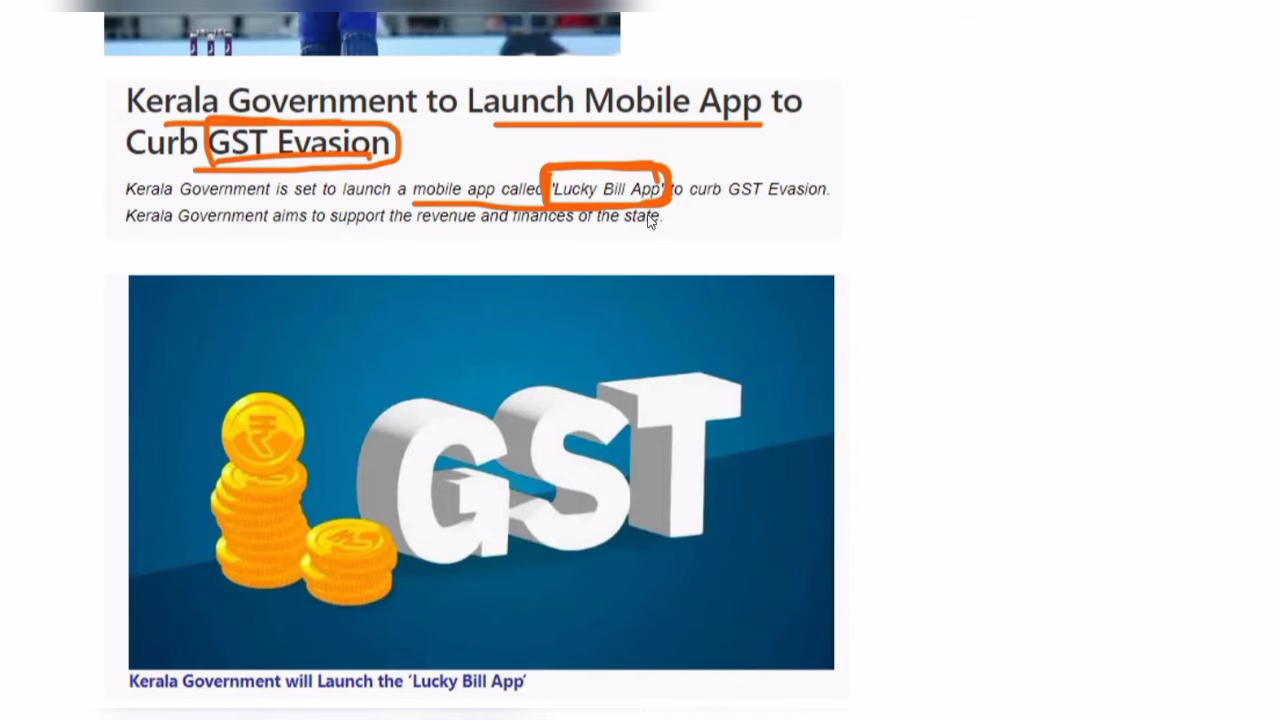 Kerala Government to Launch Mobile App to
Curb GST Evasion
Kerala Government is set to launch a mobile app called 'Lucky Bill App' to curb GST Evasion.
Kerala Government aims to support the revenue and finances of the state.
GST
Kerala Government will Launch the ‘Lucky Bill App’